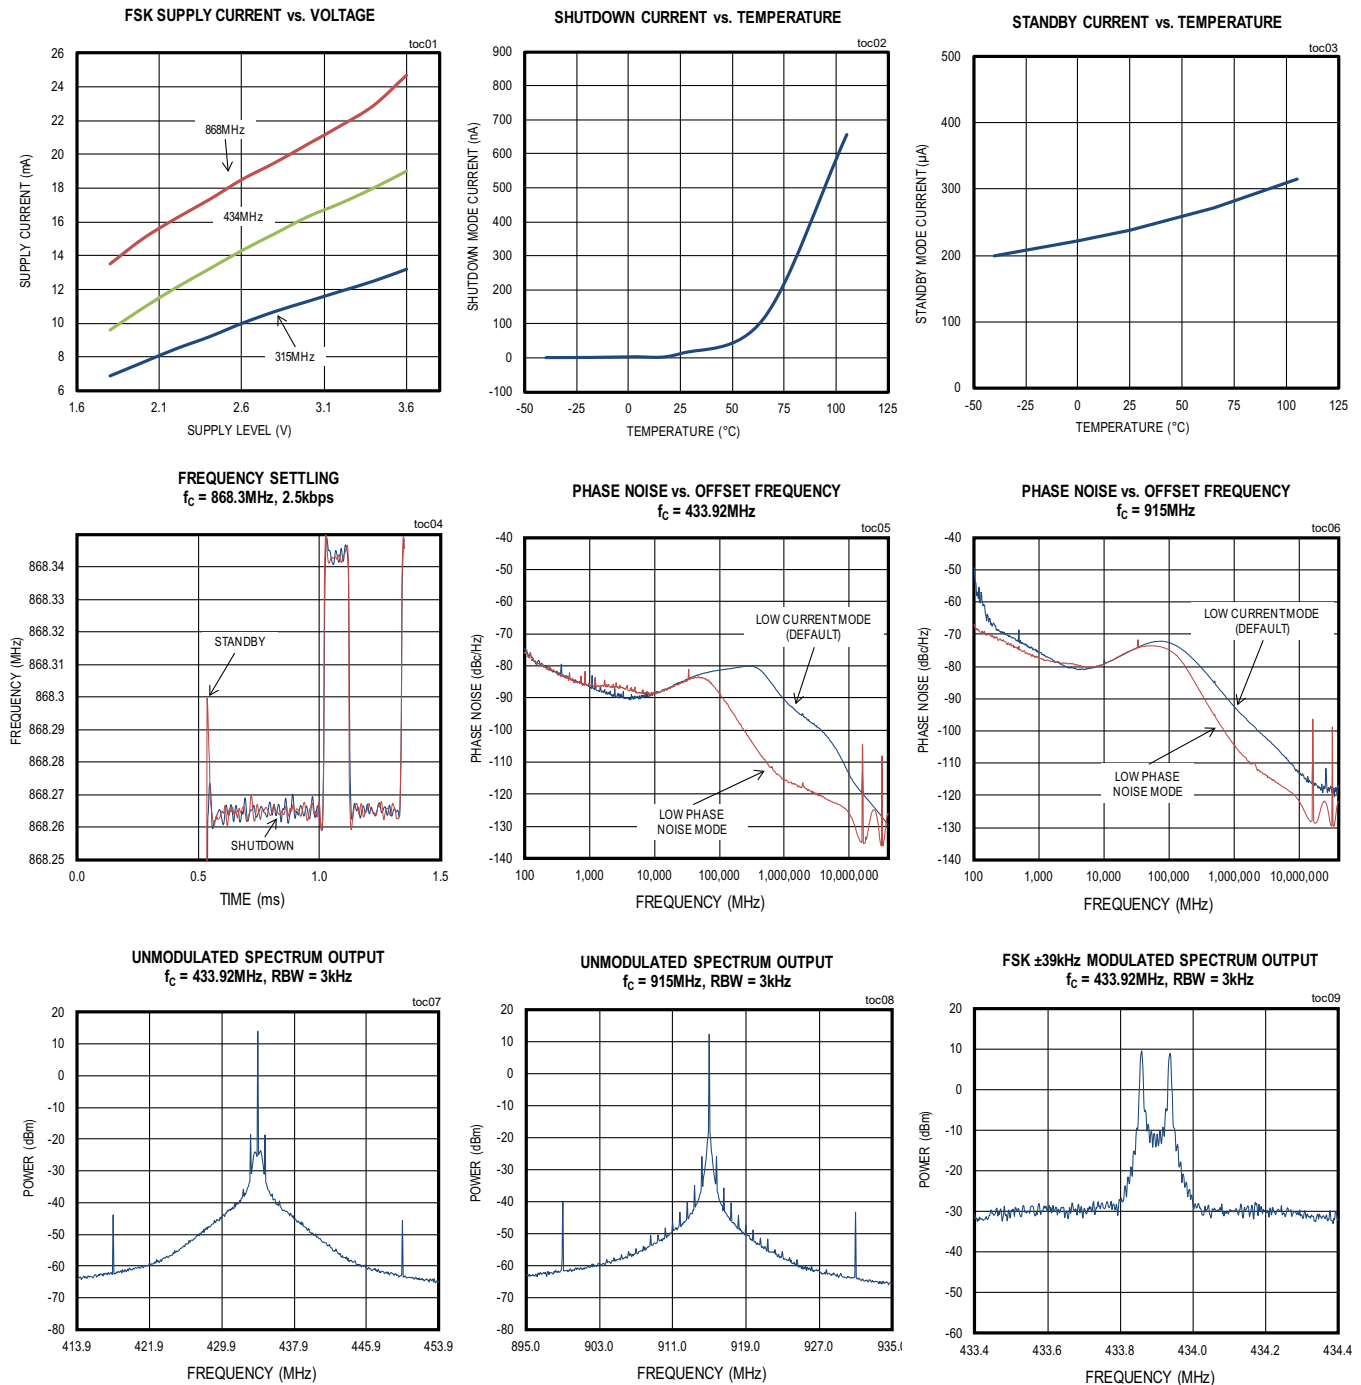 FSK SUPPLY CURRENT vs. VOLTAGE
toc01
26
24
22
20
18
16
14
12
10
8
6
SUPPLY CURRENT (mA)
868MHz
434MHz
315MHz
1.6
2.1
2.6
3.1
3.6
SUPPLY LEVEL (V)
SHUTDOWN CURRENT vs. TEMPERATURE
toc02
900
800
700
600
500
400
300
200
100
0
-100
SHUTDOWN MODE CURRENT (nA)
-50
-25
0
25
50
75
100
125
TEMPERATURE (°C)
STANDBY CURRENT vs. TEMPERATURE
toc03
500
400
300
200
100
0
STANDBY MODE CURRENT (µA)
-50
-25
0
25
50
75
100
125
TEMPERATURE (°C)
FREQUENCY SETTLING
fC = 868.3MHz, 2.5kbps
toc04
868.34
868.33
868.32
868.31
868.3
868.29
868.28
868.27
868.26
868.25
FREQUENCY (MHz)
STANDBY
SHUTDOWN
0.0
0.5
1.0
1.5
TIME (ms)
PHASE NOISE vs. OFFSET FREQUENCY
fC = 433.92MHz
toc05
-40
-50
-60
-70
-80
-90
-100
-110
-120
-130
-140
PHASE NOISE (dBc/Hz)
LOW CURRENT MODE
(DEFAULT)
LOW PHASE
NOISE MODE
100
1,000
10,000
100,000
1,000,000
10,000,000
FREQUENCY (MHz)
PHASE NOISE vs. OFFSET FREQUENCY
fC = 915MHz
toc06
-40
-50
-60
-70
-80
-90
-100
-110
-120
-130
-140
PHASE NOISE (dBc/Hz)
LOW CURRENT MODE
(DEFAULT)
LOW PHASE
NOISE MODE
100
1,000
10,000
100,000
1,000,000
10,000,000
FREQUENCY (MHz)
UNMODULATED SPECTRUM OUTPUT
fC = 433.92MHz, RBW = 3kHz
toc07
20
10
0
-10
-20
-30
-40
-50
-60
-70
-80
POWER (dBm)
413.9
421.9
429.9
437.9
445.9
453.9
FREQUENCY (MHz)
UNMODULATED SPECTRUM OUTPUT
fC = 915MHz, RBW = 3kHz
toc08
20
10
0
-10
-20
-30
-40
-50
-60
-70
-80
POWER (dBm)
895.0
903.0
911.0
919.0
927.0
935.0
FREQUENCY (MHz)
FSK ±39kHz MODULATED SPECTRUM OUTPUT
fC = 433.92MHz, RBW = 3kHz
toc09
20
10
0
-10
-20
-30
-40
-50
-60
POWER (dBm)
433.4
433.6
433.8
434.0
434.2
434.4
FREQUENCY (MHz)